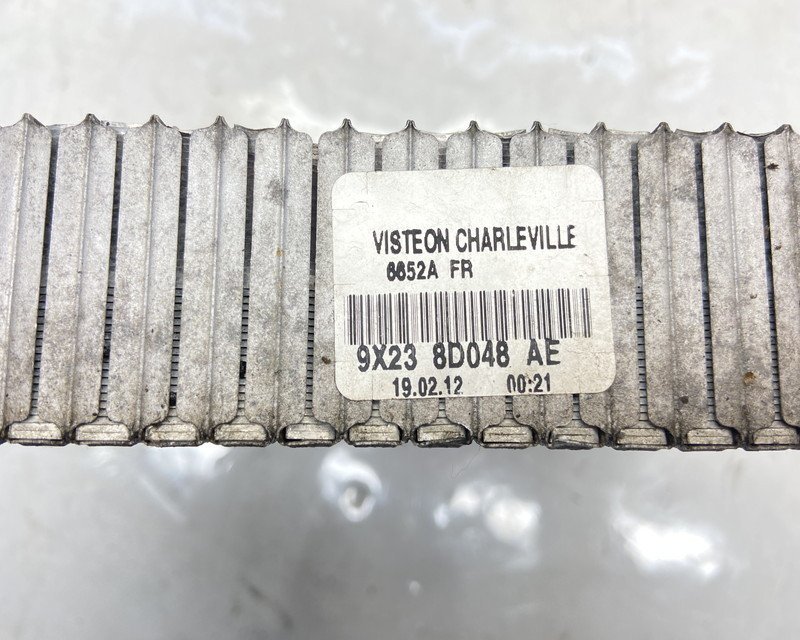 VISTEON CHARLEVILLE
6652A FR
9X23 8D048 AE
19.02.12 00:21